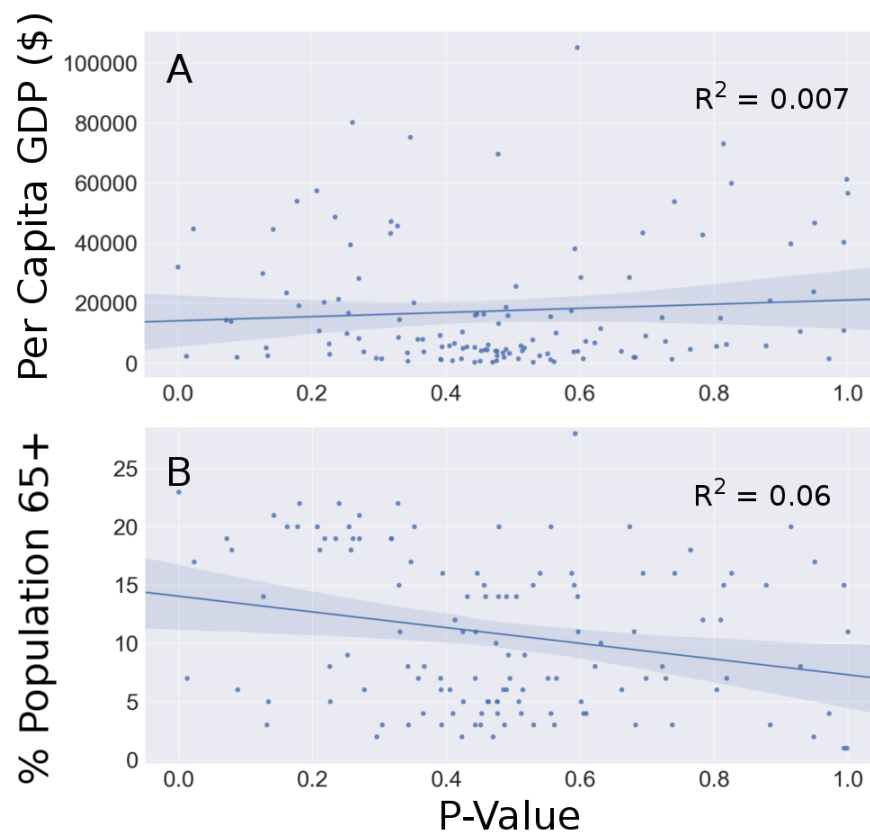 Per Capita GDP ($)
A
R² = 0.007
100000
80000
60000
40000
20000
0
0.0 0.2 0.4 0.6 0.8 1.0
% Population 65+
B
R² = 0.06
25
20
15
10
5
0
0.0 0.2 0.4 0.6 0.8 1.0
P-Value